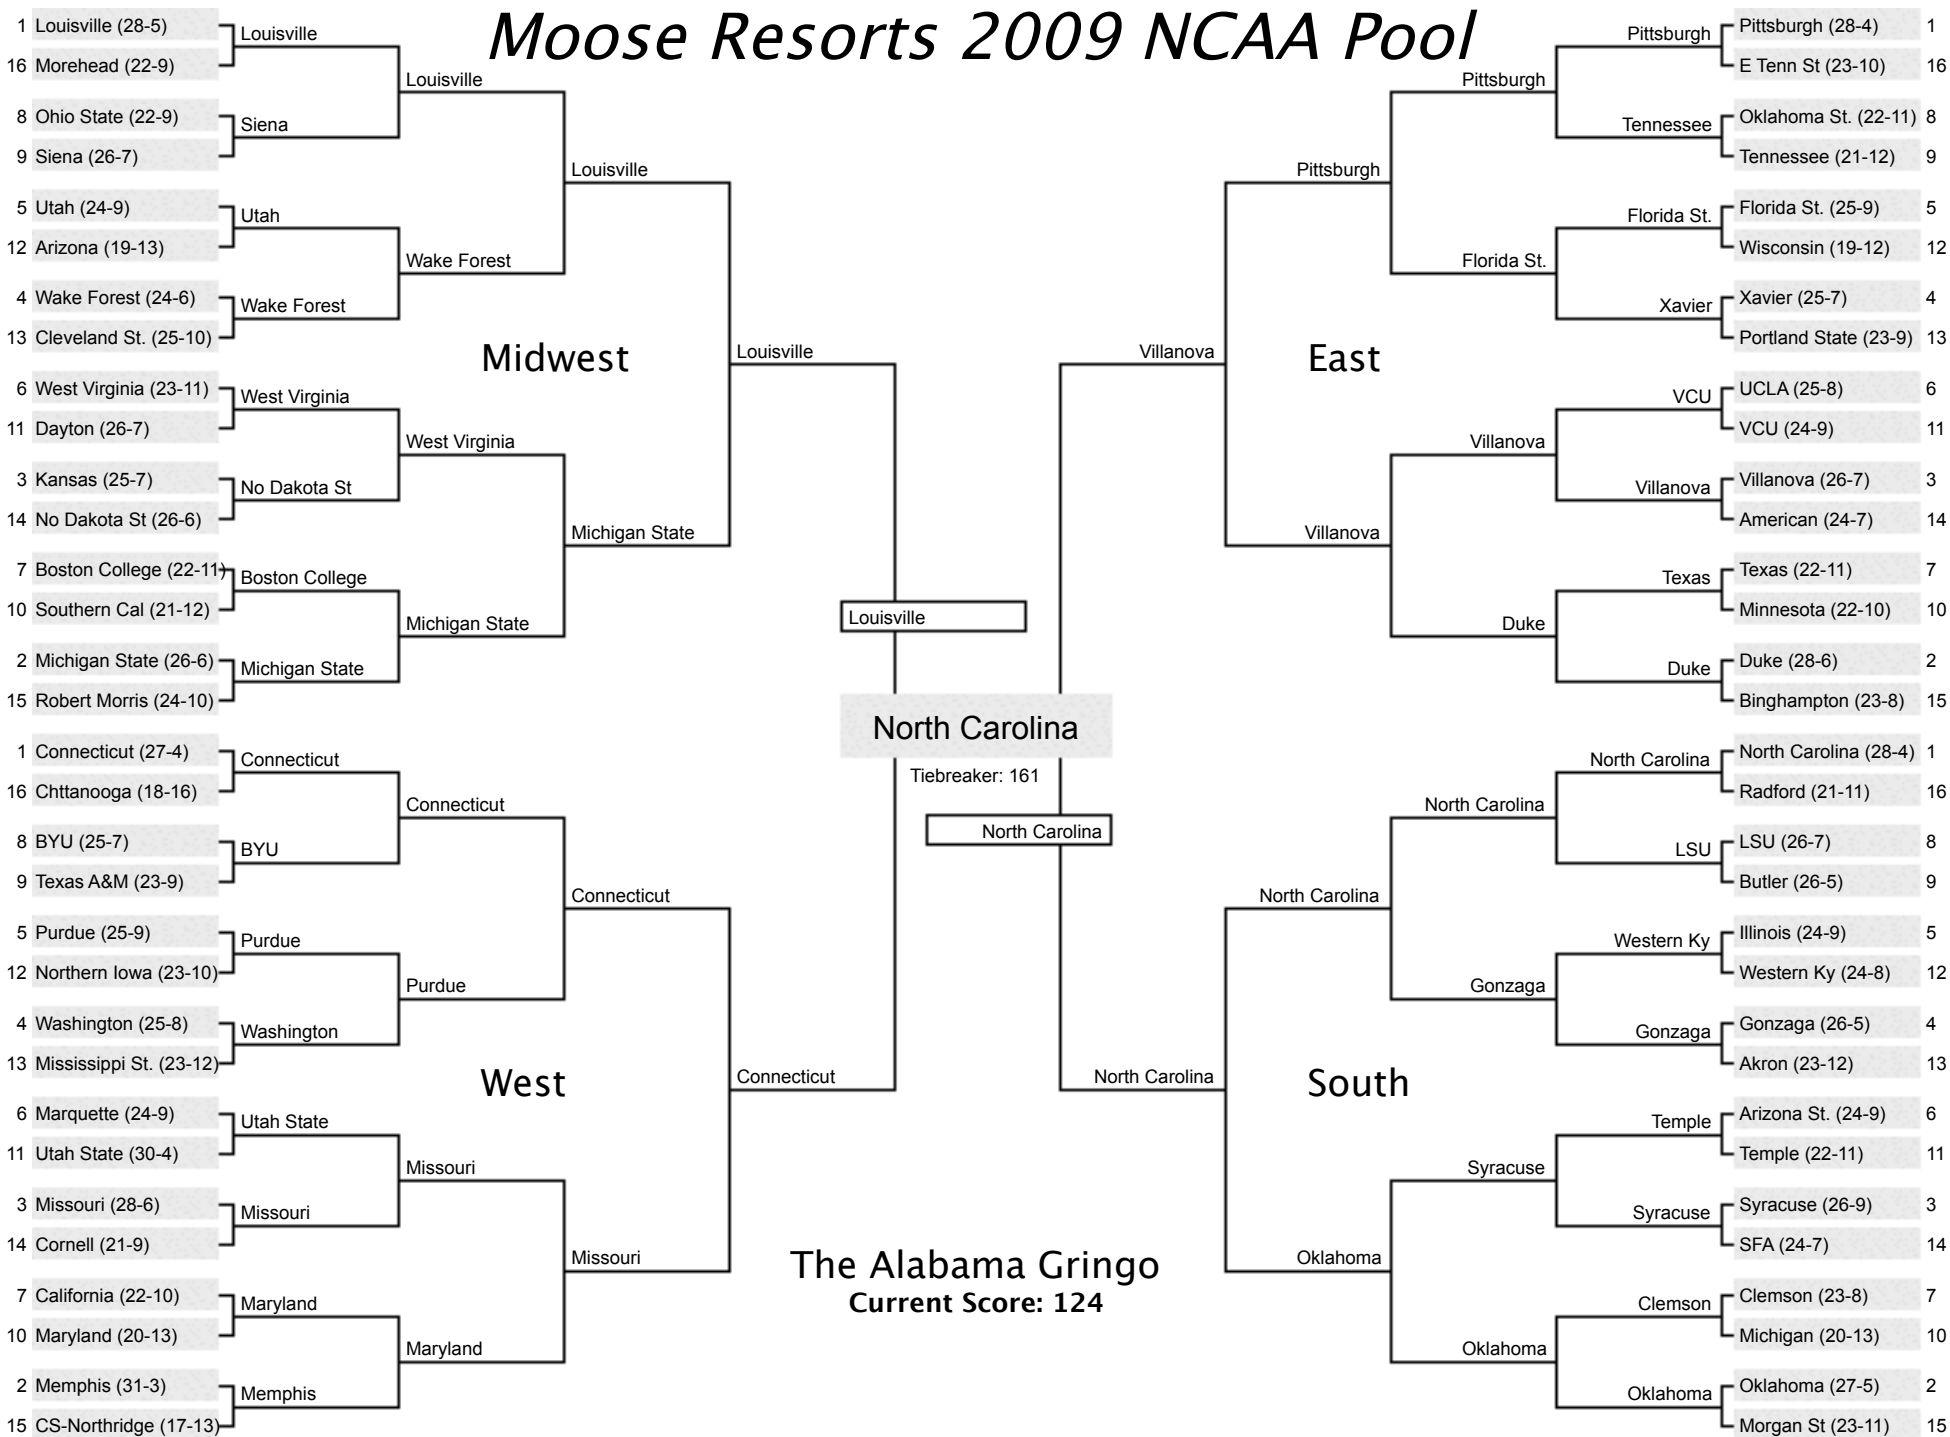 Moose Resorts 2009 NCAA Pool
1 Louisville (28-5)
16 Morehead (22-9)
8 Ohio State (22-9)
9 Siena (26-7)
5 Utah (24-9)
12 Arizona (19-13)
4 Wake Forest (24-6)
13 Cleveland St. (25-10)
6 West Virginia (23-11)
11 Dayton (26-7)
3 Kansas (25-7)
14 No Dakota St (26-6)
7 Boston College (22-11)
10 Southern Cal (21-12)
2 Michigan State (26-6)
15 Robert Morris (24-10)
Louisville
Siena
Utah
Wake Forest
West Virginia
No Dakota St
Boston College
Michigan State
Louisville
Wake Forest
West Virginia
Michigan State
Louisville
Michigan State
Louisville
Midwest
1 Connecticut (27-4)
16 Chttanooga (18-16)
8 BYU (25-7)
9 Texas A&M (23-9)
5 Purdue (25-9)
12 Northern Iowa (23-10)
4 Washington (25-8)
13 Mississippi St. (23-12)
6 Marquette (24-9)
11 Utah State (30-4)
3 Missouri (28-6)
14 Cornell (21-9)
7 California (22-10)
10 Maryland (20-13)
2 Memphis (31-3)
15 CS-Northridge (17-13)
Connecticut
BYU
Purdue
Washington
Utah State
Missouri
Maryland
Memphis
Connecticut
Purdue
Missouri
Maryland
Connecticut
Missouri
Connecticut
West
Louisville
North Carolina
Tiebreaker: 161
North Carolina
The Alabama Gringo
Current Score: 124
Pittsburgh (28-4) 1
E Tenn St (23-10) 16
Oklahoma St. (22-11) 8
Tennessee (21-12) 9
Florida St. (25-9) 5
Wisconsin (19-12) 12
Xavier (25-7) 4
Portland State (23-9) 13
UCLA (25-8) 6
VCU (24-9) 11
Villanova (26-7) 3
American (24-7) 14
Texas (22-11) 7
Minnesota (22-10) 10
Duke (28-6) 2
Binghampton (23-8) 15
Pittsburgh
Tennessee
Florida St.
Xavier
VCU
Villanova
Texas
Duke
Pittsburgh
Florida St.
Villanova
Duke
Pittsburgh
Villanova
Villanova
East
North Carolina (28-4) 1
Radford (21-11) 16
LSU (26-7) 8
Butler (26-5) 9
Illinois (24-9) 5
Western Ky (24-8) 12
Gonzaga (26-5) 4
Akron (23-12) 13
Arizona St. (24-9) 6
Temple (22-11) 11
Syracuse (26-9) 3
SFA (24-7) 14
Clemson (23-8) 7
Michigan (20-13) 10
Oklahoma (27-5) 2
Morgan St (23-11) 15
North Carolina
LSU
Western Ky
Gonzaga
Temple
Syracuse
Clemson
Oklahoma
North Carolina
Gonzaga
Syracuse
Oklahoma
North Carolina
Oklahoma
North Carolina
South